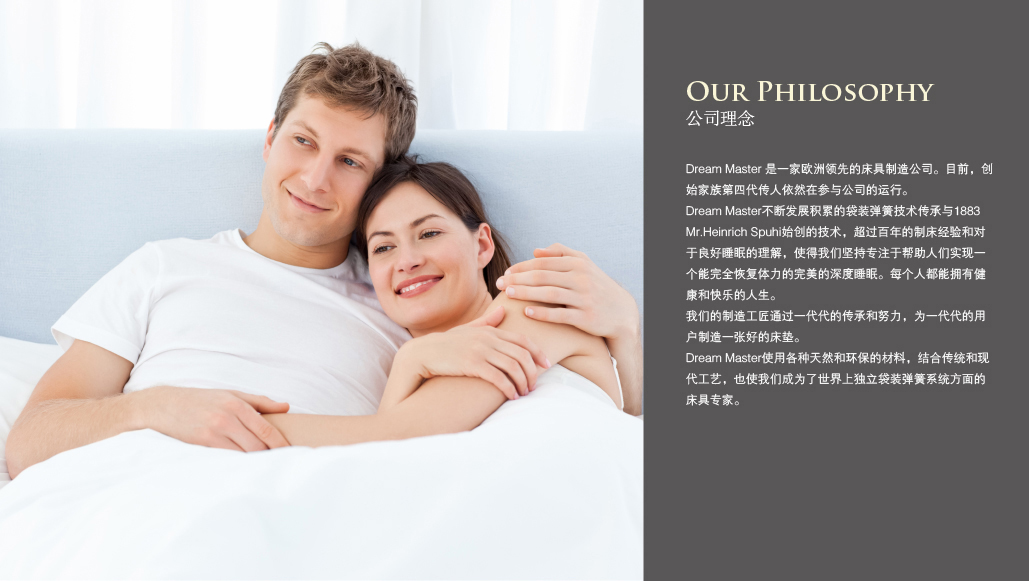 OUR PHILOSOPHY
公司理念
Dream Master 是一家欧洲领先的床具制造公司。目前，创
始家族第四代传人依然在参与公司的运行。
Dream Master不断发展积累的袋装弹簧技术传承与1883
Mr.Heinrich Spuhi始创的技术，超过百年的制床经验和对
于良好睡眠的理解，使得我们坚持专注于帮助人们实现一
个能完全恢复体力的完美的深度睡眠。每个人都能拥有健
康和快乐的人生。
我们的制造工匠通过一代代的传承和努力，为一代代的用
户制造一张好的床垫。
Dream Master使用各种天然和环保的材料，结合传统和现
代工艺，也使我们成为了世界上独立袋装弹簧系统方面的
床具专家。